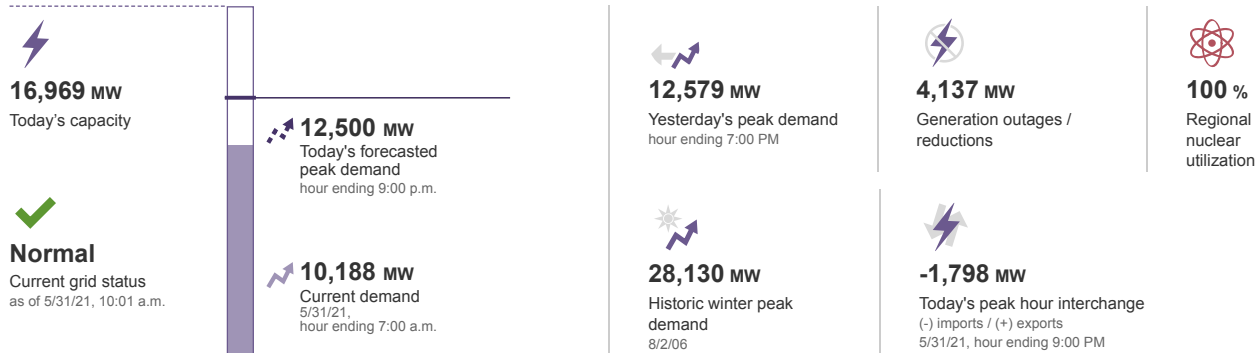 16,969 MW
Today's capacity
Normal
Current grid status
as of 5/31/21, 10:01 a.m.
12,500 MW
Today's forecasted
peak demand
hour ending 9:00 p.m.
10,188 MW
Current demand
5/31/21,
hour ending 7:00 a.m.
12,579 MW
Yesterday's peak demand
hour ending 7:00 PM
4,137 MW
Generation outages /
reductions
100 %
Regional
nuclear
utilization
28,130 MW
Historic winter peak
demand
8/2/06
-1,798 MW
Today's peak hour interchange
(-) imports / (+) exports
5/31/21, hour ending 9:00 PM